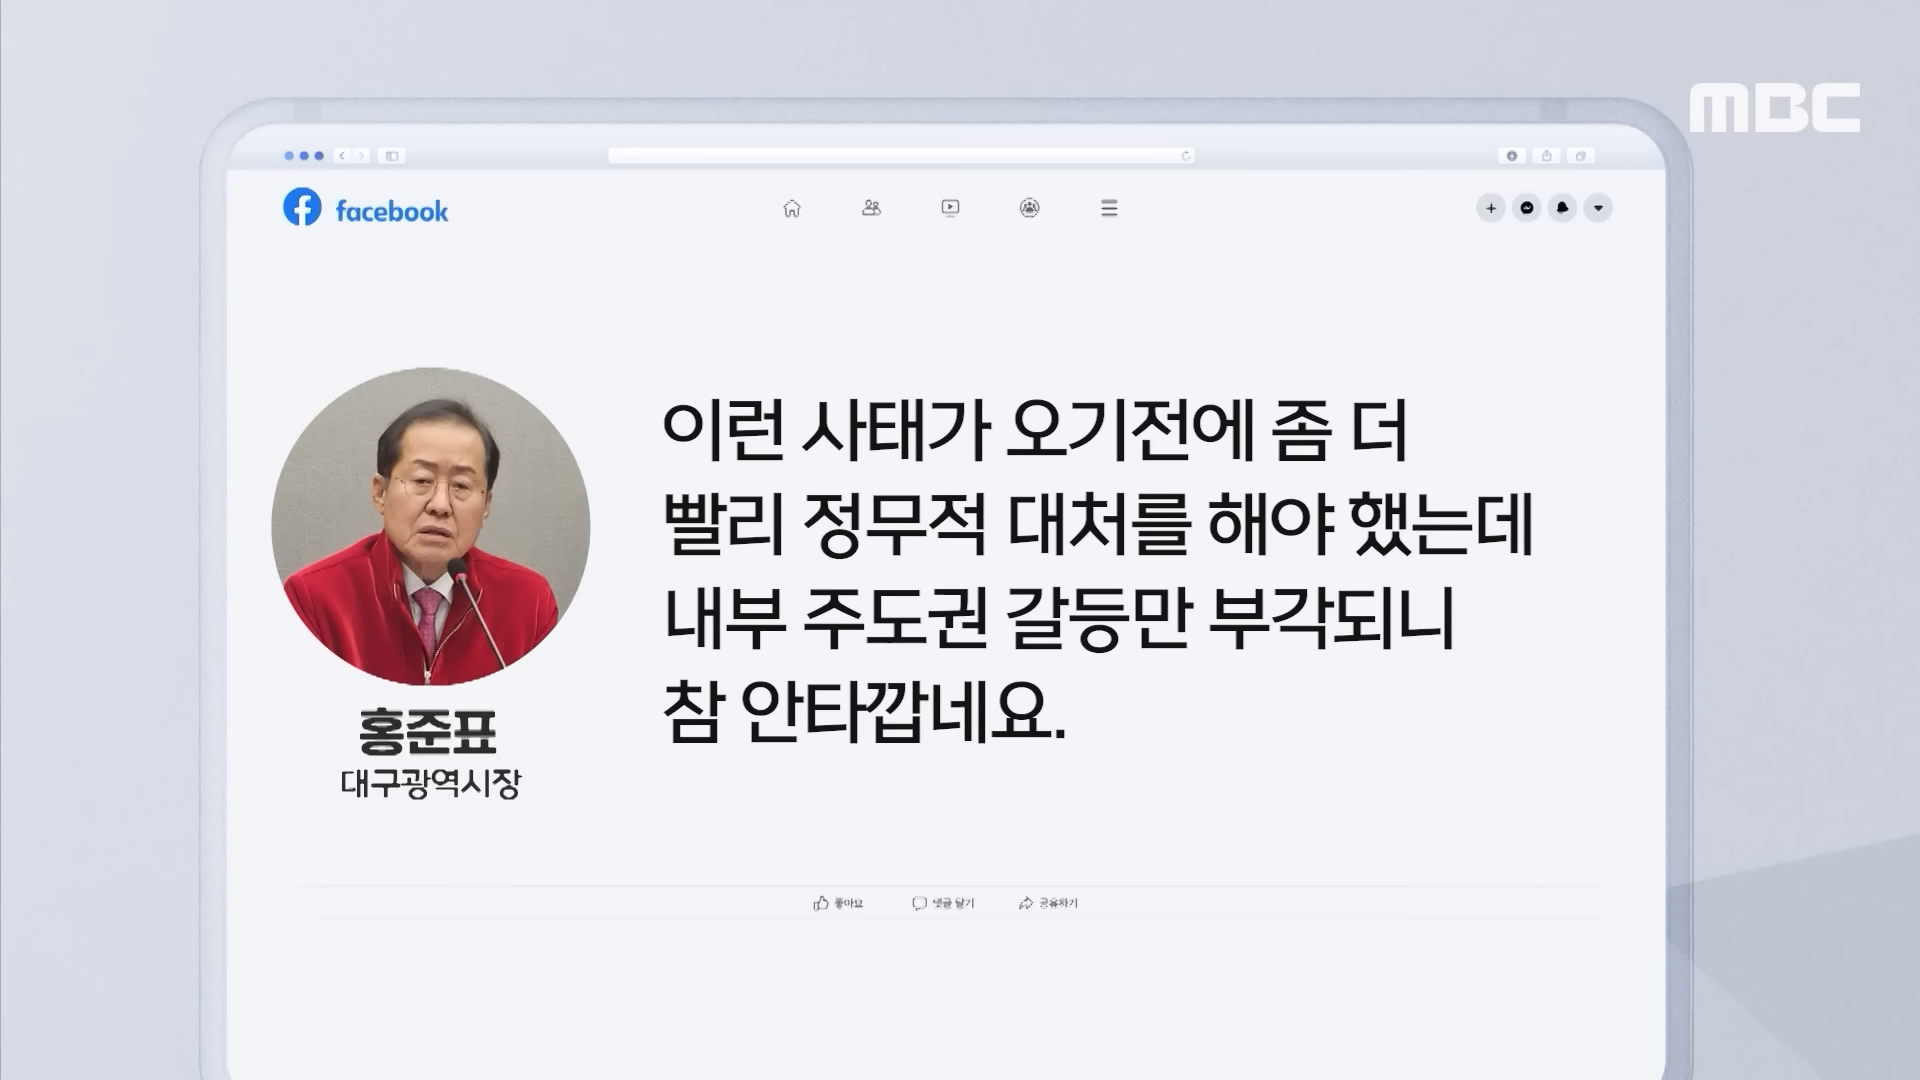 MBC
facebook
이런 사태가 오기전에 좀 더
빨리 정무적 대처를 해야 했는데
내부 주도권 갈등만 부각되니
참 안타깝네요.
홍준표
대구광역시장
좋아요 댓글 달기 공유하기